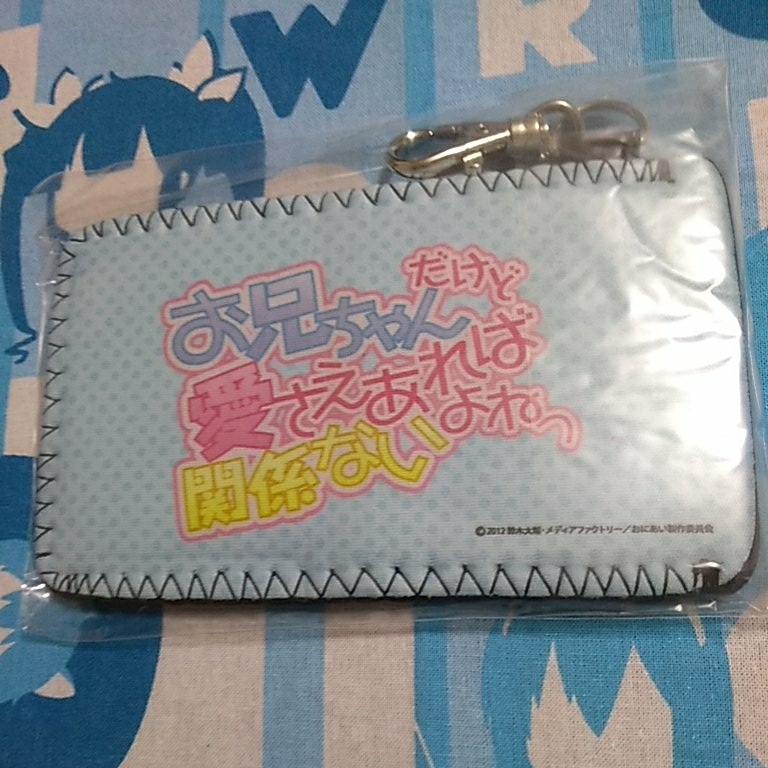 W R
お兄ちゃんだけど
愛さえあれば
関係ないよねっ
©2012 鈴木大輔・メディアファクトリー／おにあい製作委員会